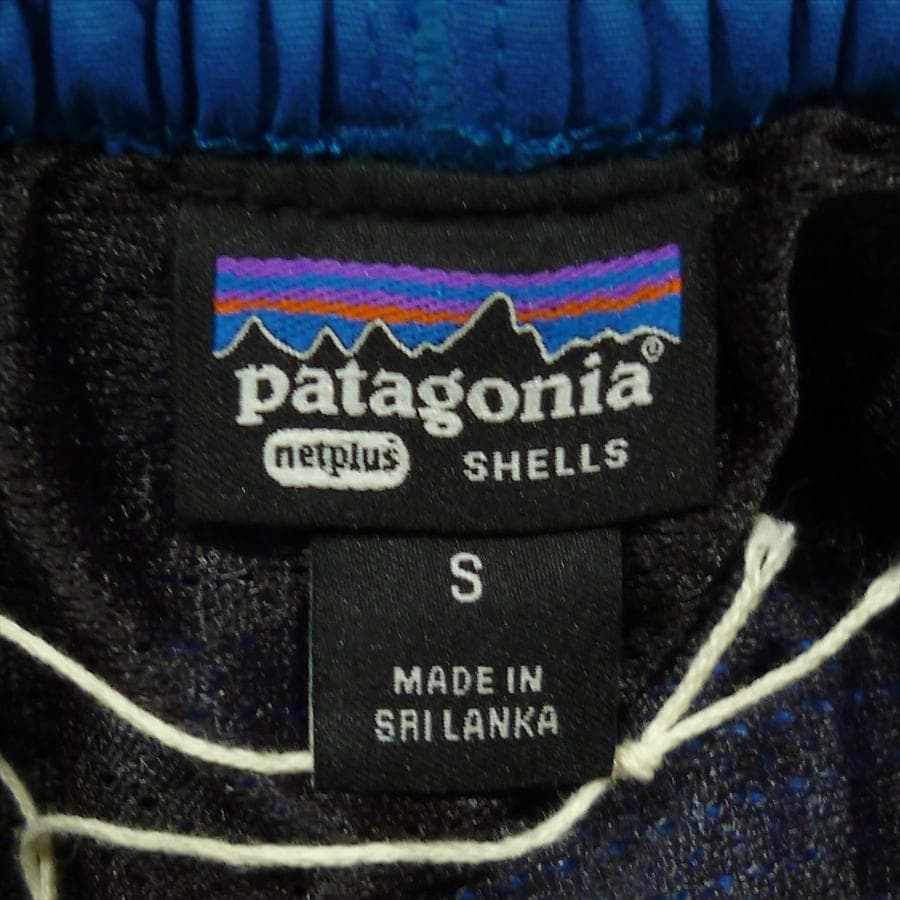 patagonia®
netplus SHELLS
S
MADE IN
SRI LANKA